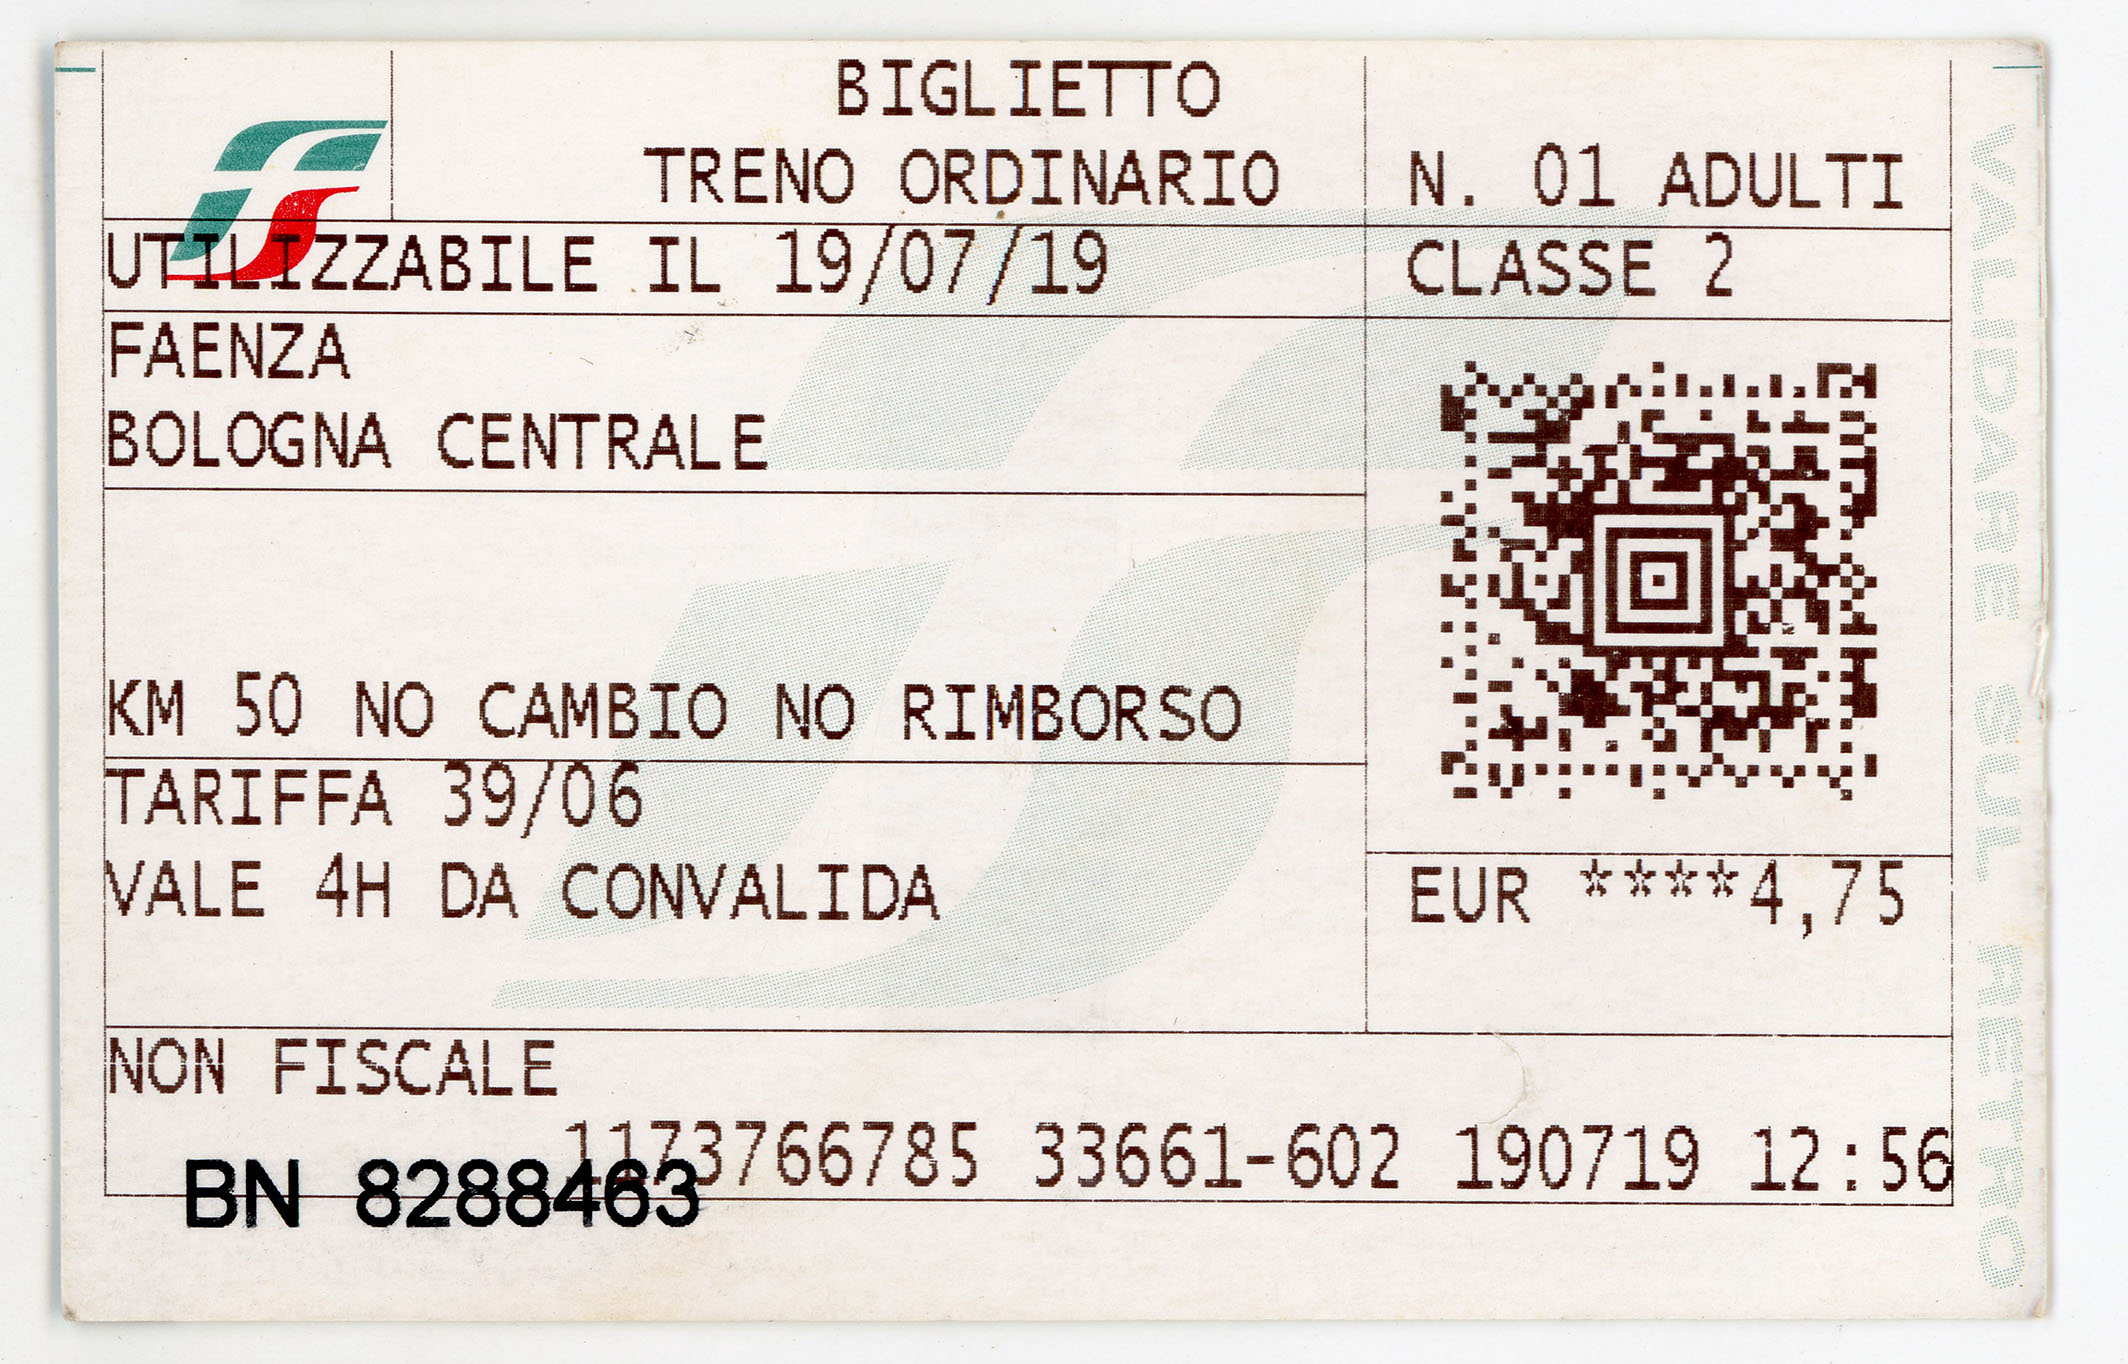 BIGLIETTO
TRENO ORDINARIO
N. 01 ADULTI
UTILIZZABILE IL 19/07/19
CLASSE 2
FAENZA
BOLOGNA CENTRALE
KM 50 NO CAMBIO NO RIMBORSO
TARIFFA 39/06
VALE 4H DA CONVALIDA
EUR ****4,75
NON FISCALE
1173766785 33661-602 190719 12:56
BN 8288463
VALIDARE SUL RETRO